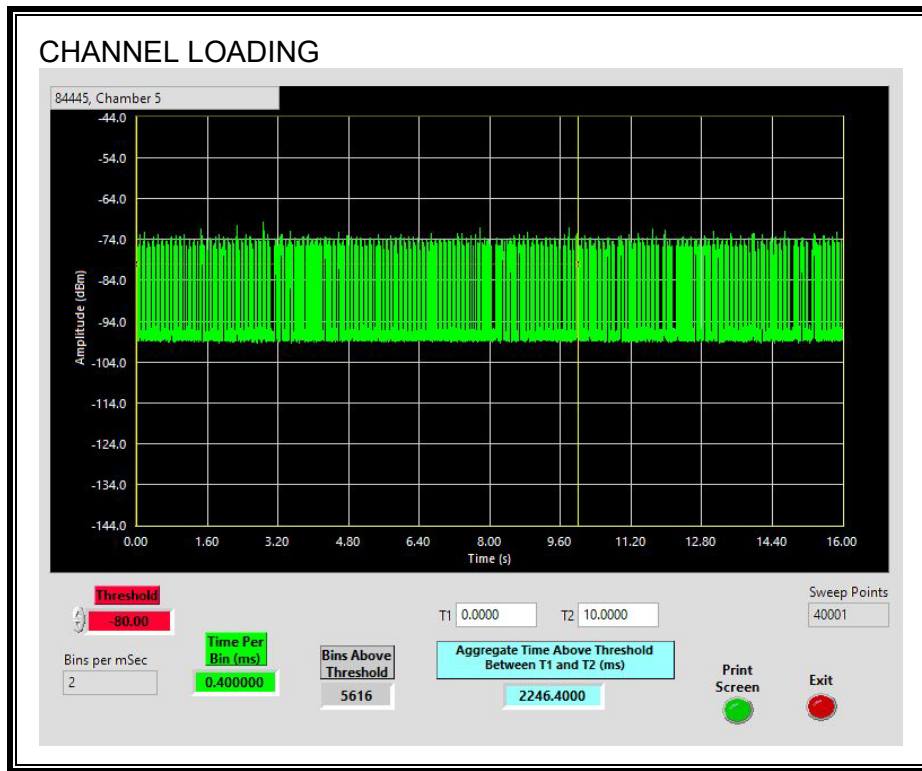 CHANNEL LOADING
84445, Chamber 5
-44.0
-54.0
-64.0
-74.0
-84.0
-94.0
-104.0
-114.0
-124.0
-134.0
-144.0
Amplitude (dBm)
0.00 1.60 3.20 4.80 6.40 8.00 9.60 11.20 12.80 14.40 16.00
Time (s)
Threshold
-80.00
Bins per mSec
2
Time Per
Bin (ms)
0.400000
Bins Above
Threshold
5616
T1 0.0000 T2 10.0000
Aggregate Time Above Threshold
Between T1 and T2 (ms)
2246.4000
Sweep Points
40001
Print
Screen
Exit